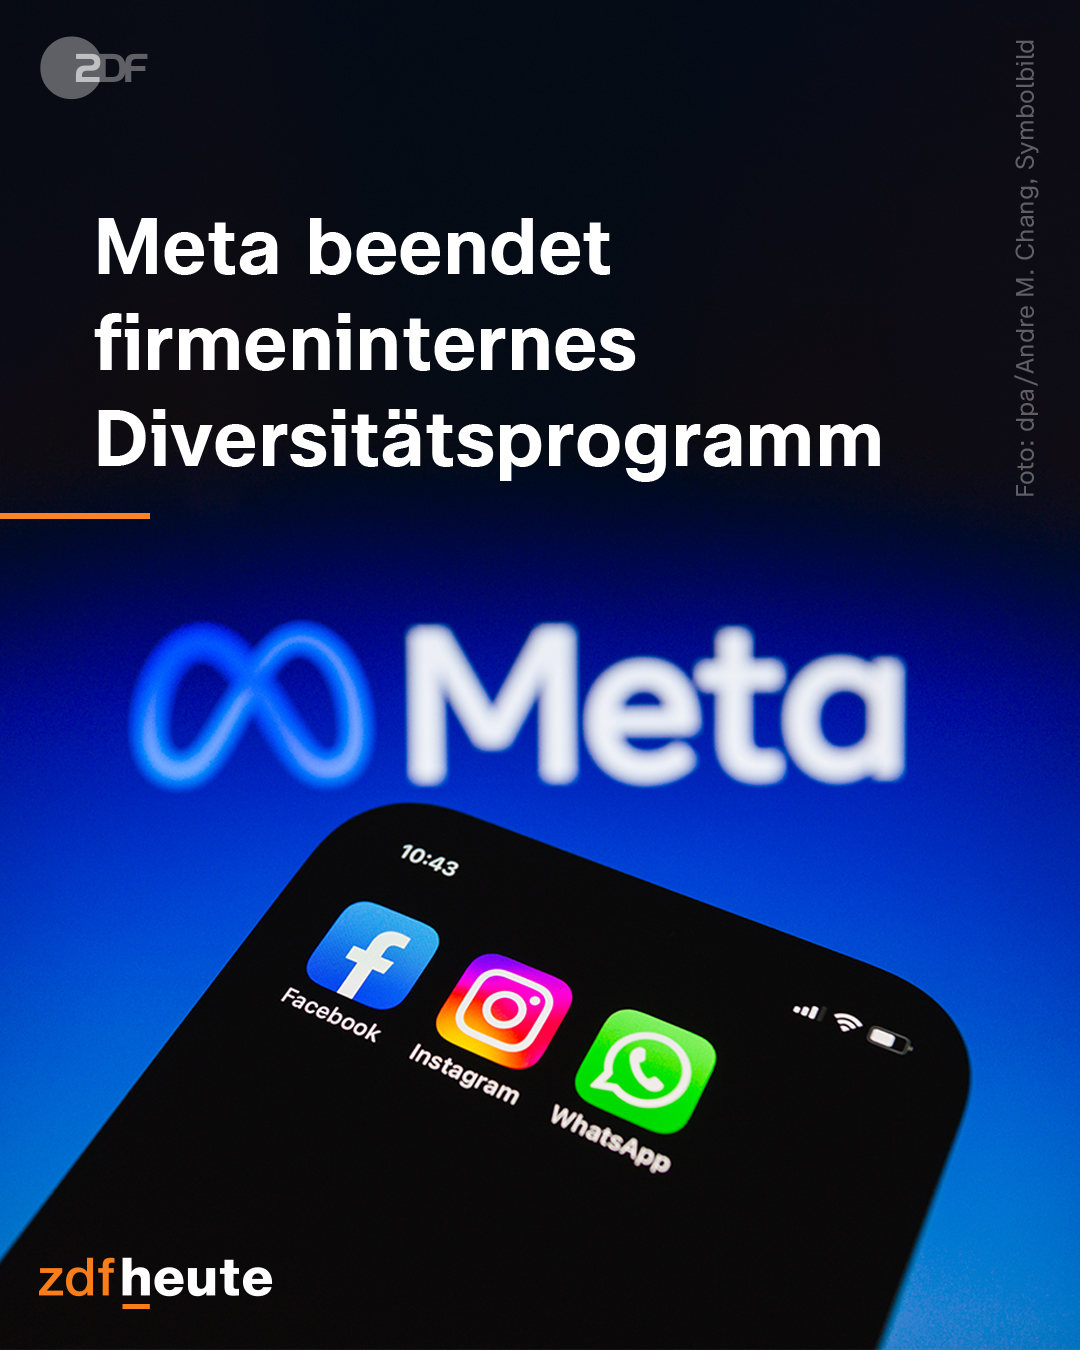 ZDF
Foto: dpa/Andre M. Chang, Symbolbild
Meta beendet
firmeninternes
Diversitätsprogramm
Meta
10:43
Facebook
Instagram
WhatsApp
zdfheute